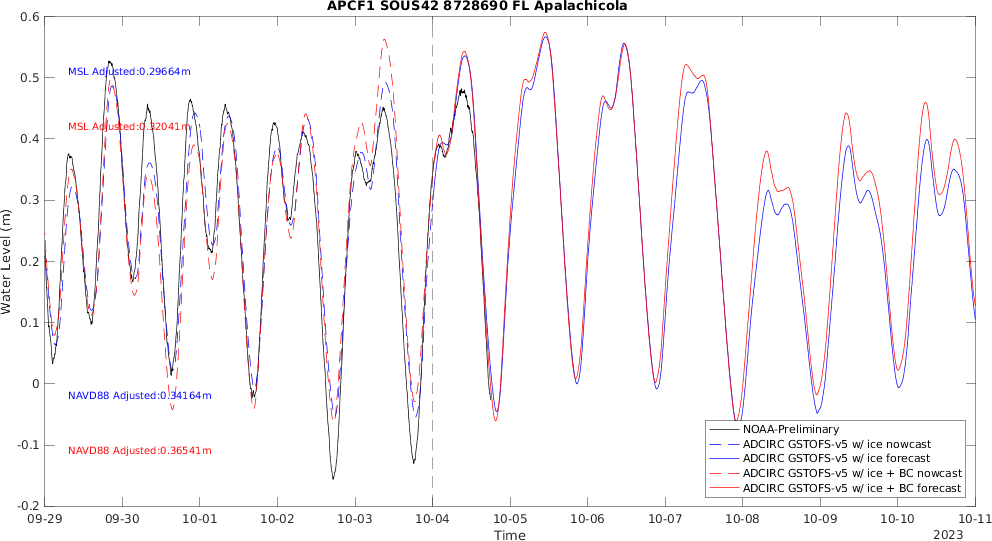 APCF1 SOUS42 8728690 FL Apalachicola
0.6
0.5
0.4
0.3
0.2
0.1
0
-0.1
-0.2
Water Level (m)
MSL Adjusted:0.29664m
MSL Adjusted:0.32041m
NAVD88 Adjusted:0.34164m
NAVD88 Adjusted:0.36541m
NOAA-Preliminary
ADCIRC GSTOFS-v5 w/ ice nowcast
ADCIRC GSTOFS-v5 w/ ice forecast
ADCIRC GSTOFS-v5 w/ ice + BC nowcast
ADCIRC GSTOFS-v5 w/ ice + BC forecast
09-29 09-30 10-01 10-02 10-03 10-04 10-05 10-06 10-07 10-08 10-09 10-10 10-11
Time
2023